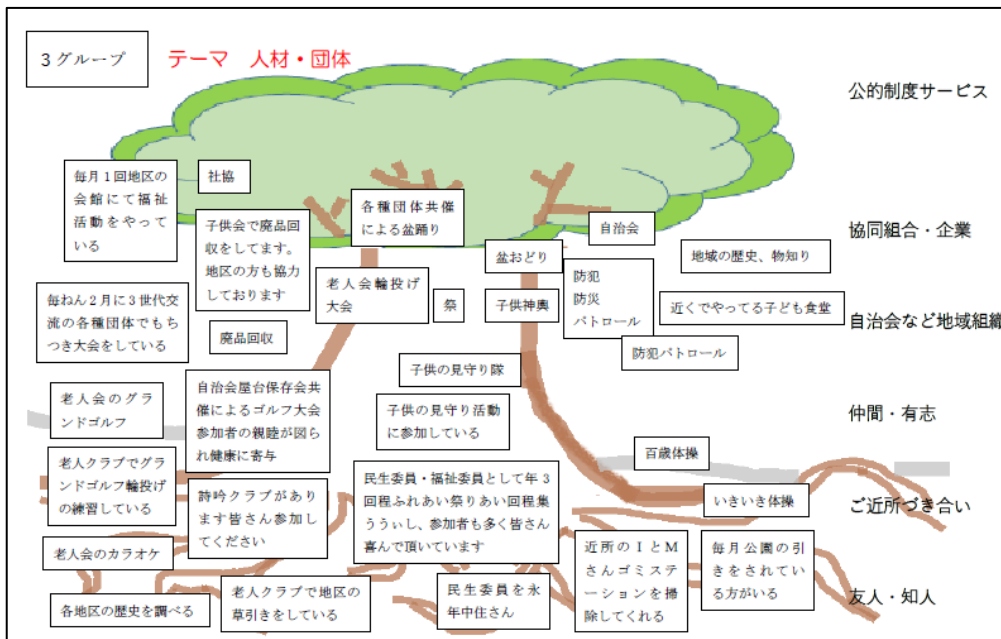 3グループ
テーマ　人材・団体
公的制度サービス
毎月1回地区の
会館にて福祉
活動をやって
いる
社協
子供会で廃品回
収をしてます。
地区の方も協力
しております
各種団体共催
による盆踊り
自治会
協同組合・企業
盆おどり
地域の歴史、物知り
老人会輪投げ
大会
祭
子供神輿
防犯
防災
パトロール
近くでやってる子ども食堂
自治会など地域組織
毎ねん2月に3世代交
流の各種団体でもち
つき大会をしている
廃品回収
防犯パトロール
子供の見守り隊
老人会のグラ
ンドゴルフ
自治会屋台保存会共
催によるゴルフ大会
参加者の親睦が図ら
れ健康に寄与
子供の見守り活動
に参加している
仲間・有志
百歳体操
老人クラブでグラ
ンドゴルフ輪投げ
の練習している
詩吟クラブがあり
ます皆さん参加し
てください
民生委員・福祉委員として年3
回程ふれあい祭りあい回程集
ううぃし、参加者も多く皆さん
喜んで頂いています
いきいき体操
ご近所づき合い
老人会のカラオケ
近所のIとM
さんゴミステ
ーションを掃
除してくれる
毎月公園の引
きをされてい
る方がいる
各地区の歴史を調べる
老人クラブで地区の
草引きをしている
民生委員を永
年中住さん
友人・知人